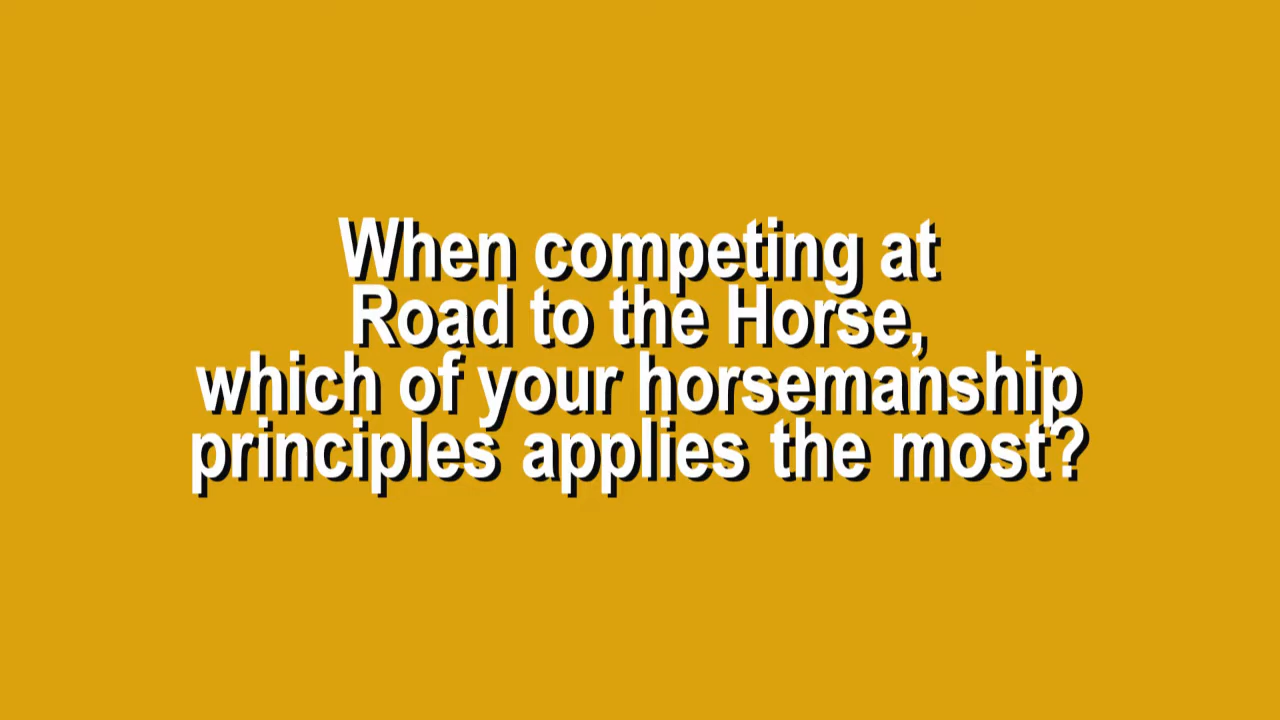 When competing at
Road to the Horse,
which of your horsemanship
principles applies the most?